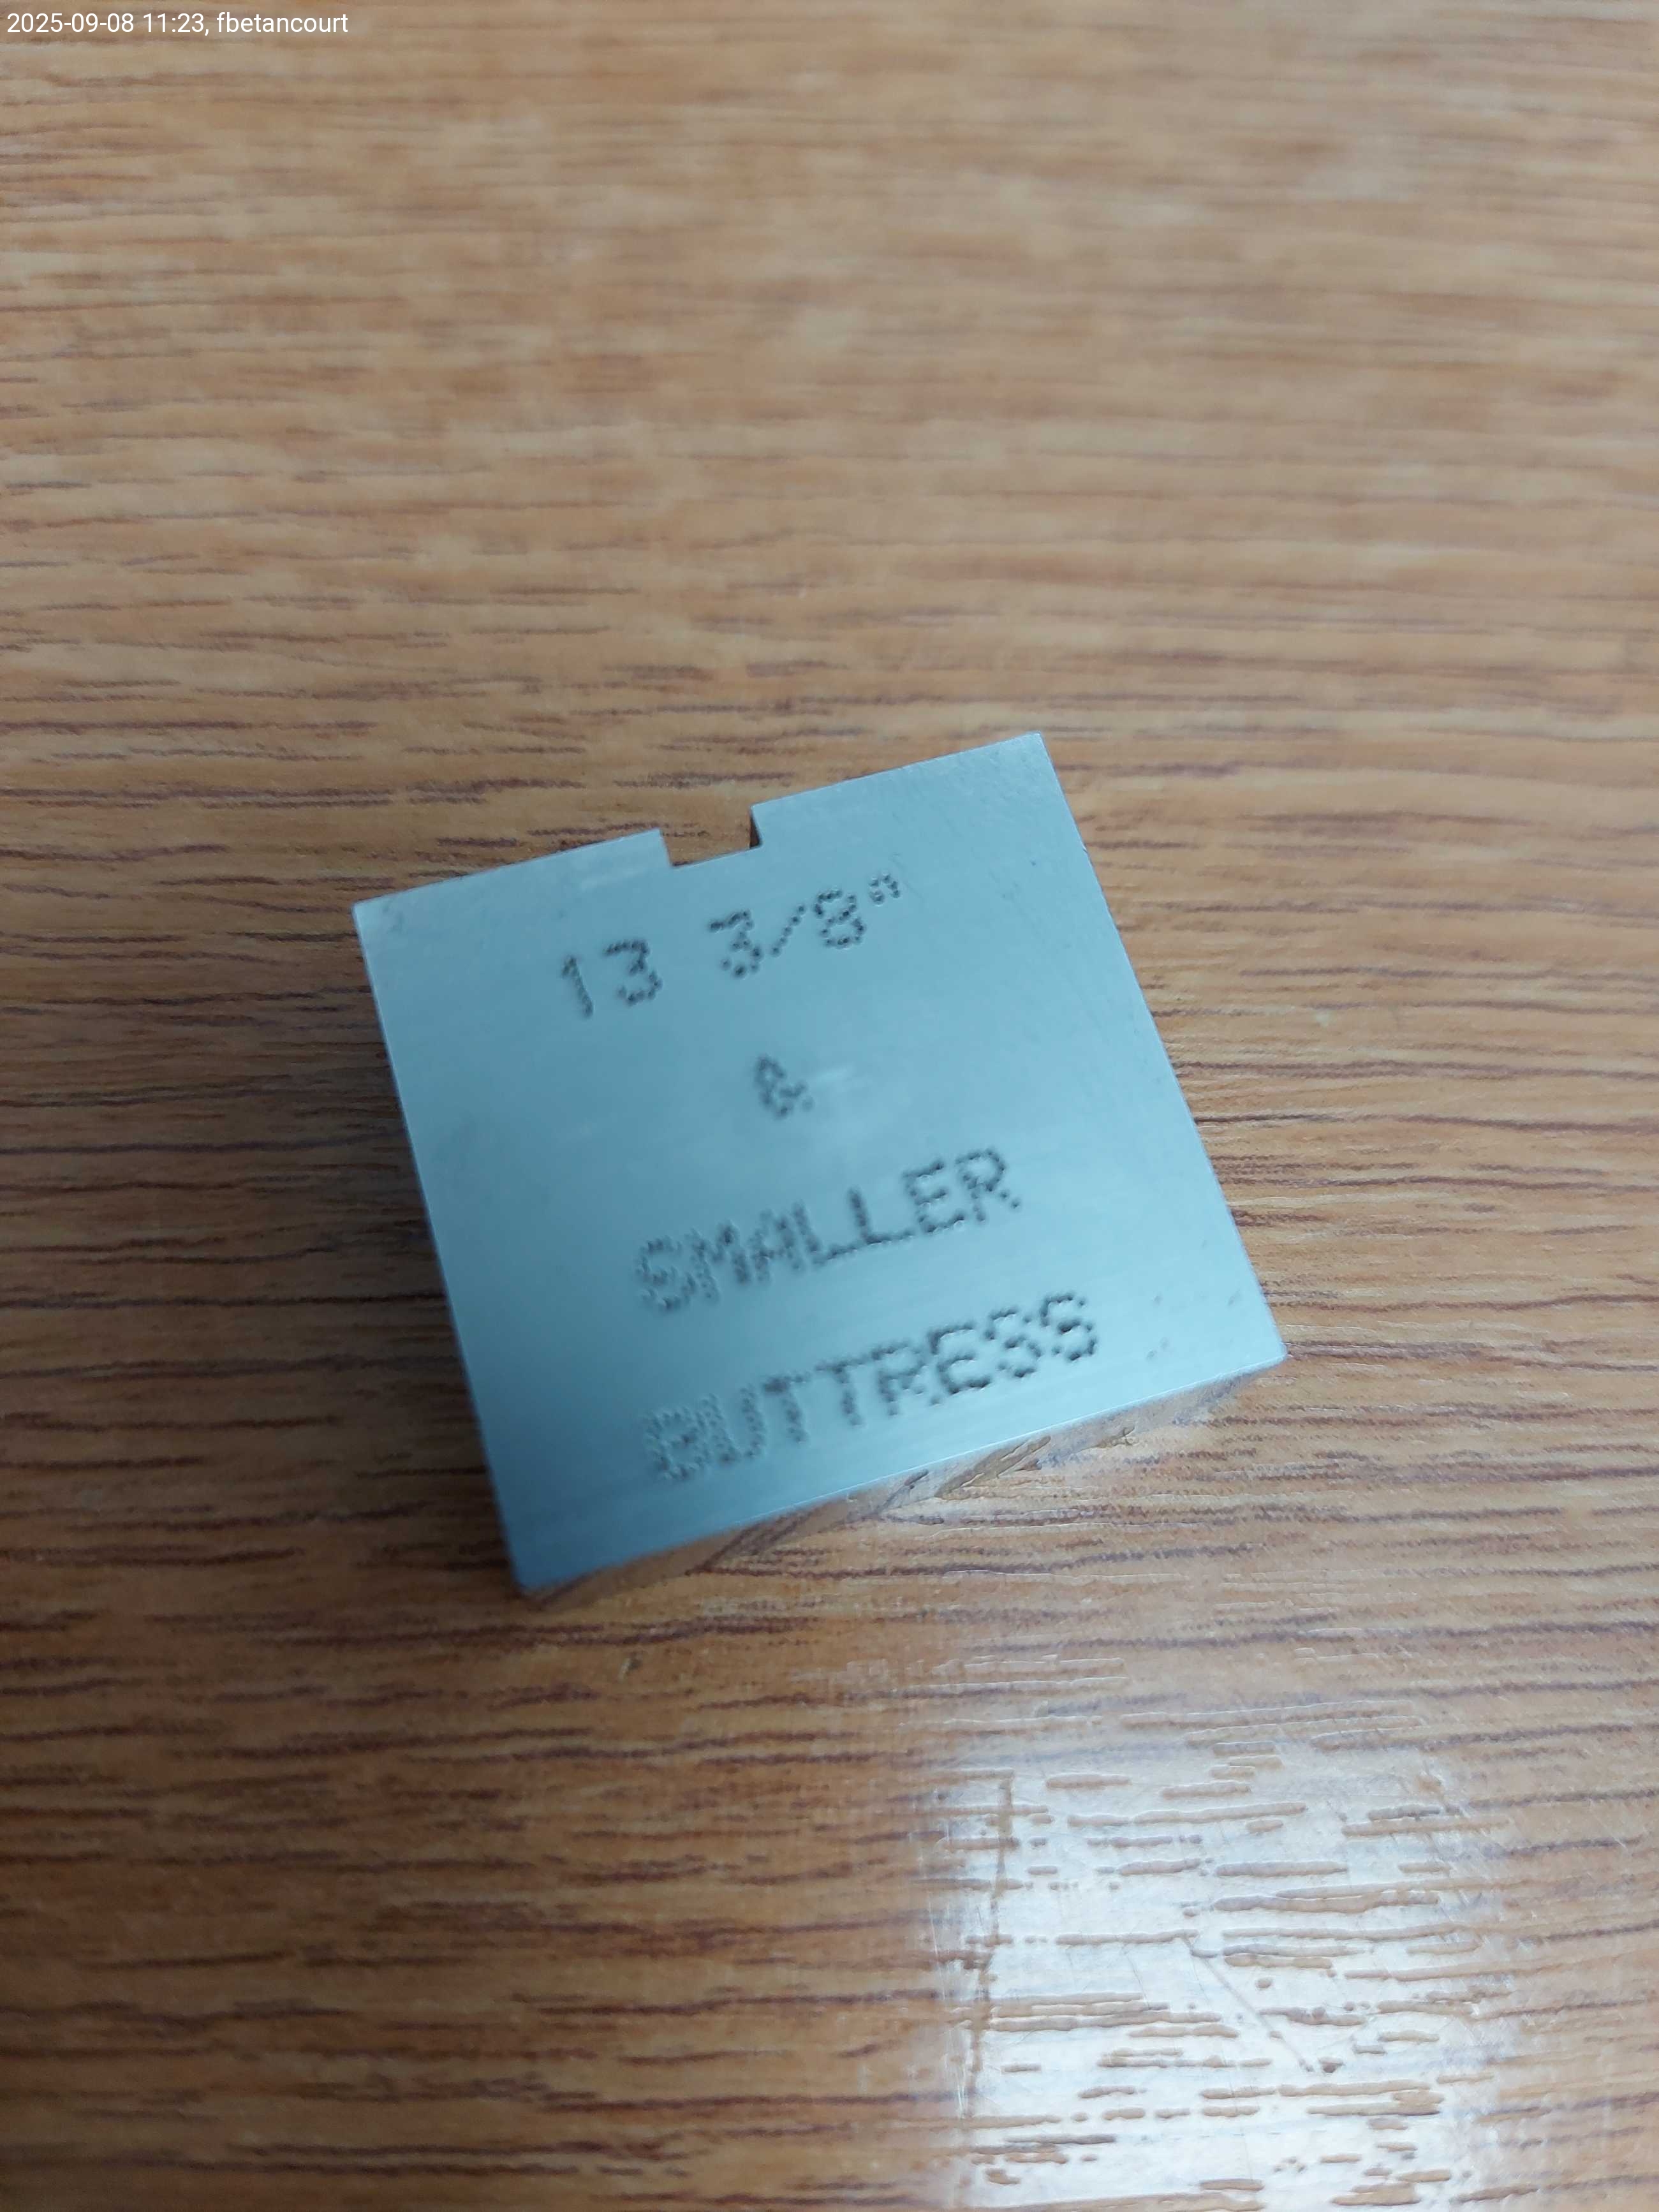 2025-09-08 11:23, fbetancourt
13 3/8"
&
SMALLER
BUTTRESS